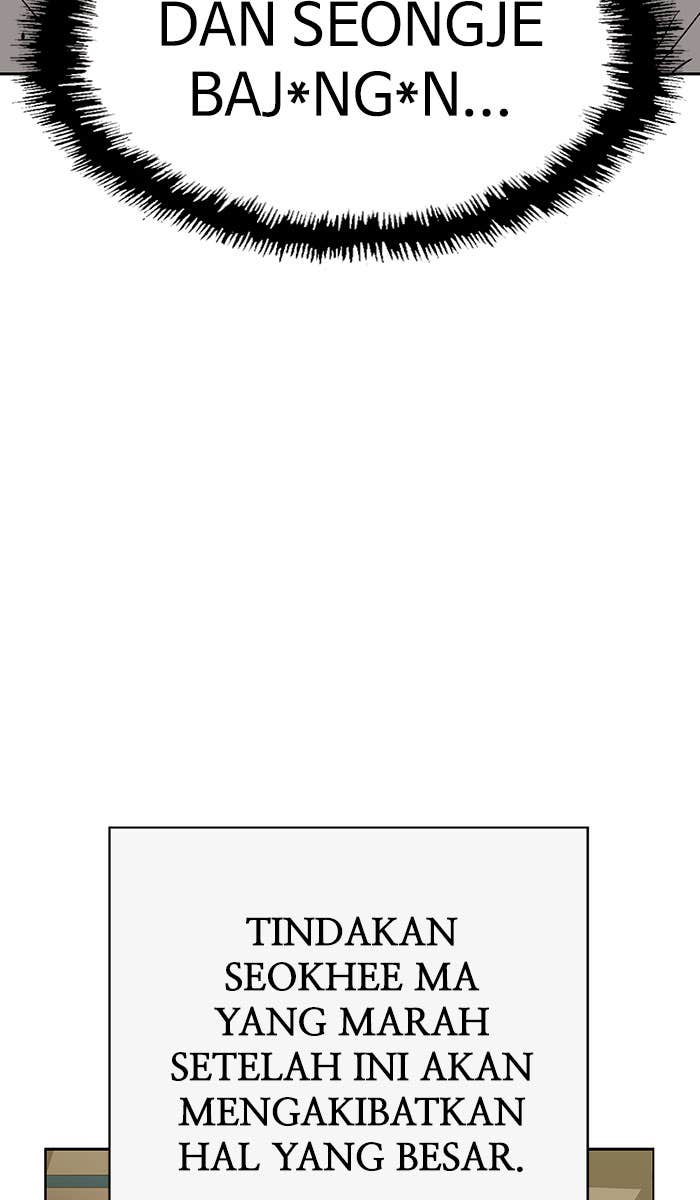 DAN SEONGJE
BAJ*NG*N...
TINDAKAN
SEOKHEE MA
YANG MARAH
SETELAH INI AKAN
MENGAKIBATKAN
HAL YANG BESAR.